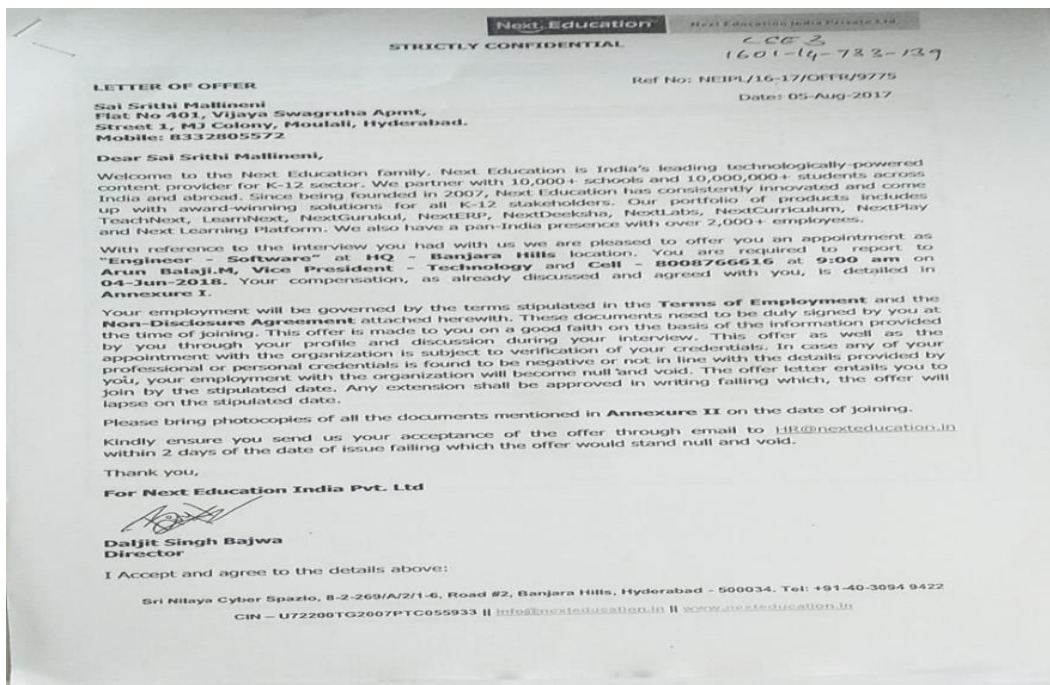 Next Education
Next Education India Private Ltd
STRICTLY CONFIDENTIAL
CCE 3
1601-14-733-139
LETTER OF OFFER
Ref No: NEIPL/16-17/OFFR/9775
Date: 05-Aug-2017
Sai Srithi Mallineni
Flat No 401, Vijaya Swagruha Apmt,
Street 1, MJ Colony, Moulali, Hyderabad.
Mobile: 8332805572
Dear Sai Srithi Mallineni,
Welcome to the Next Education family. Next Education is India's leading technologically-powered
content provider for K-12 sector. We partner with 10,000+ schools and 10,000,000+ students across
India and abroad. Since being founded in 2007, Next Education has consistently innovated and come
up with award-winning solutions for all K-12 stakeholders. Our portfolio of products includes
TeachNext, LearnNext, NextGurukul, NextERP, NextDeeksha, NextLabs, NextCurriculum, NextPlay
and Next Learning Platform. We also have a pan-India presence with over 2,000+ employees.
With reference to the interview you had with us we are pleased to offer you an appointment as
"Engineer - Software" at HQ - Banjara Hills location. You are required to report to
Arun Balaji.M, Vice President - Technology and Cell - 8008766616 at 9:00 am on
04-Jun-2018. Your compensation, as already discussed and agreed with you, is detailed in
Annexure I.
Your employment will be governed by the terms stipulated in the Terms of Employment and the
Non-Disclosure Agreement attached herewith. These documents need to be duly signed by you at
the time of joining. This offer is made to you on a good faith on the basis of the information provided
by you through your profile and discussion during your interview. This offer as well as the
appointment with the organization is subject to verification of your credentials. In case any of your
professional or personal credentials is found to be negative or not in line with the details provided by
you, your employment with the organization will become null and void. The offer letter entails you to
join by the stipulated date. Any extension shall be approved in writing failing which, the offer will
lapse on the stipulated date.
Please bring photocopies of all the documents mentioned in Annexure II on the date of joining.
Kindly ensure you send us your acceptance of the offer through email to HR@nexteducation.in
within 2 days of the date of issue failing which the offer would stand null and void.
Thank you,
For Next Education India Pvt. Ltd
Daljit Singh Bajwa
Director
I Accept and agree to the details above:
Sri Nilaya Cyber Spazio, 8-2-269/A/2/1-6, Road #2, Banjara Hills, Hyderabad - 500034. Tel: +91-40-3094 9422
CIN – U72200TG2007PTC055933 || info@nexteducation.in || www.nexteducation.in